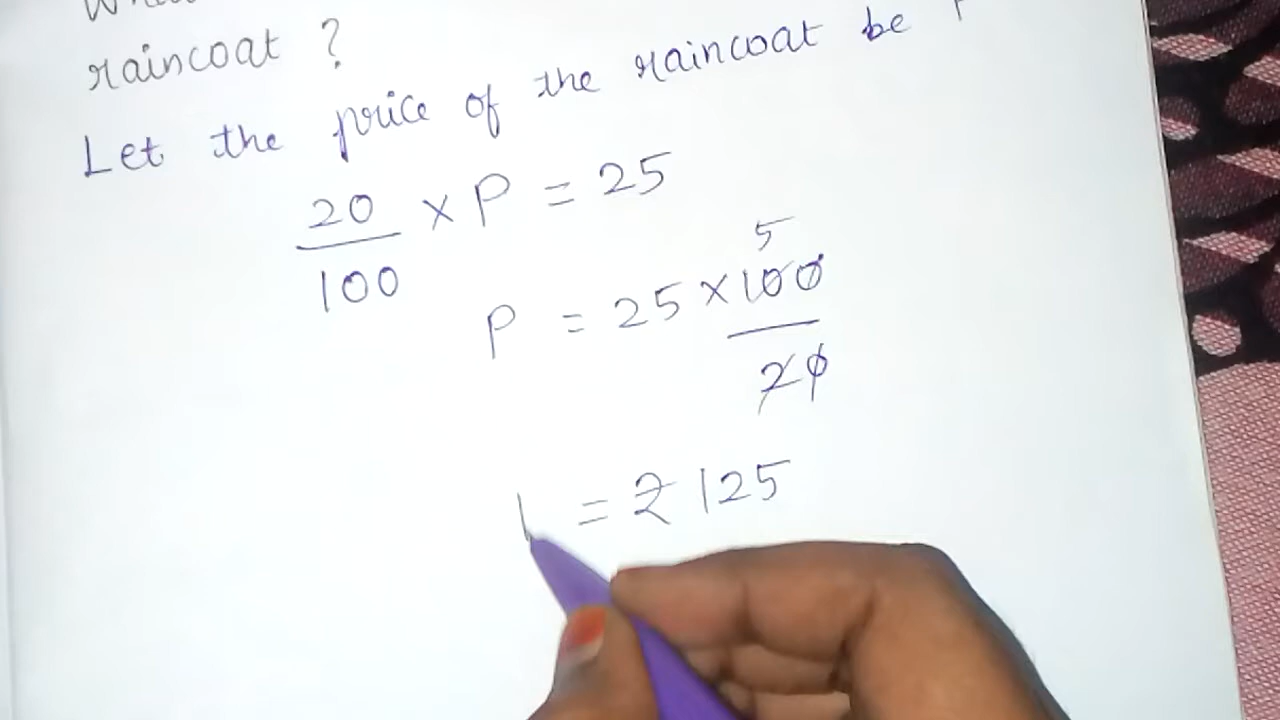 raincoat ?
Let the price of the raincoat be
20/100 × P = 25
P = 25 × 100/20
5
= ₹ 125